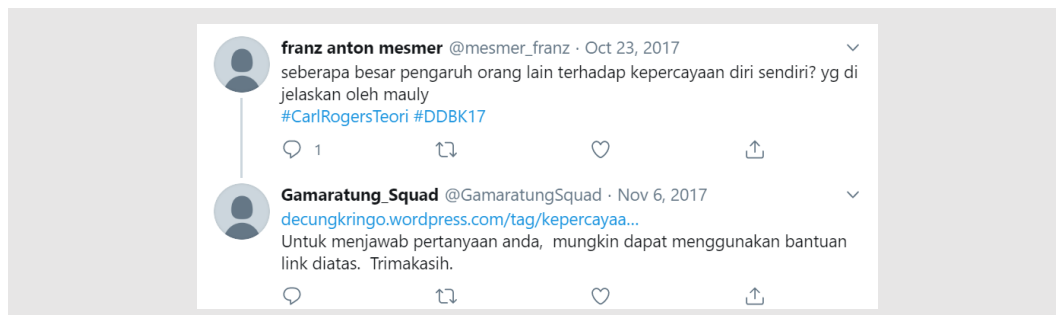 franz anton mesmer @mesmer_franz · Oct 23, 2017
seberapa besar pengaruh orang lain terhadap kepercayaan diri sendiri? yg di
jelaskan oleh mauly
#CarlRogersTeori #DDBK17
1
Gamaratung_Squad @GamaratungSquad · Nov 6, 2017
decungkringo.wordpress.com/tag/kepercayaa...
Untuk menjawab pertanyaan anda,  mungkin dapat menggunakan bantuan
link diatas.  Trimakasih.